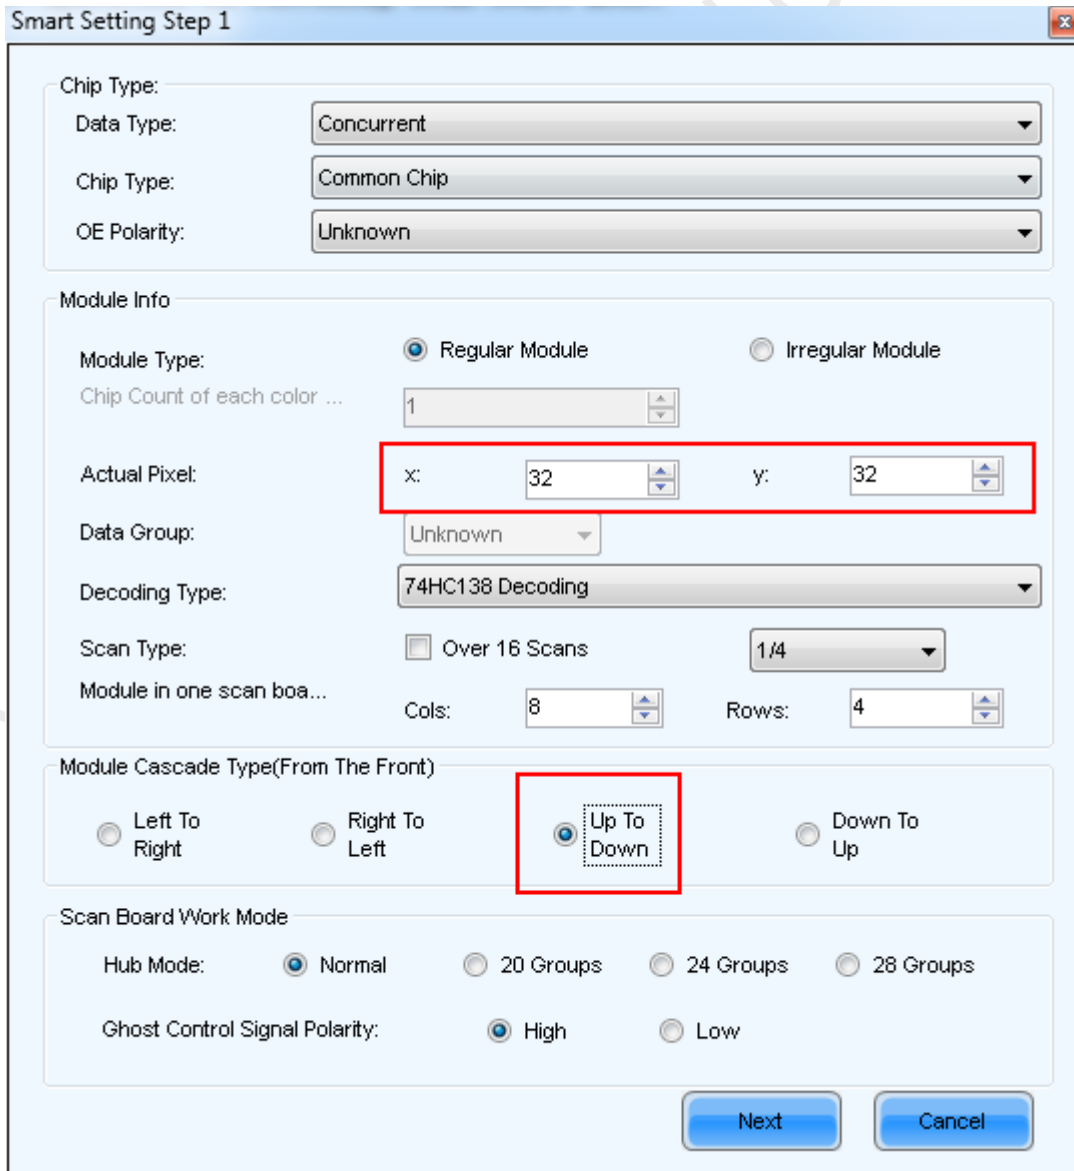 Smart Setting Step 1
Chip Type:
Data Type: Concurrent
Chip Type: Common Chip
OE Polarity: Unknown
Module Info
Module Type: Regular Module Irregular Module
Chip Count of each color ... 1
Actual Pixel: x: 32 y: 32
Data Group: Unknown
Decoding Type: 74HC138 Decoding
Scan Type: Over 16 Scans 1/4
Module in one scan boa... Cols: 8 Rows: 4
Module Cascade Type(From The Front)
Left To Right To Up To Down To
Right Left Down Up
Scan Board Work Mode
Hub Mode: Normal 20 Groups 24 Groups 28 Groups
Ghost Control Signal Polarity: High Low
Next Cancel